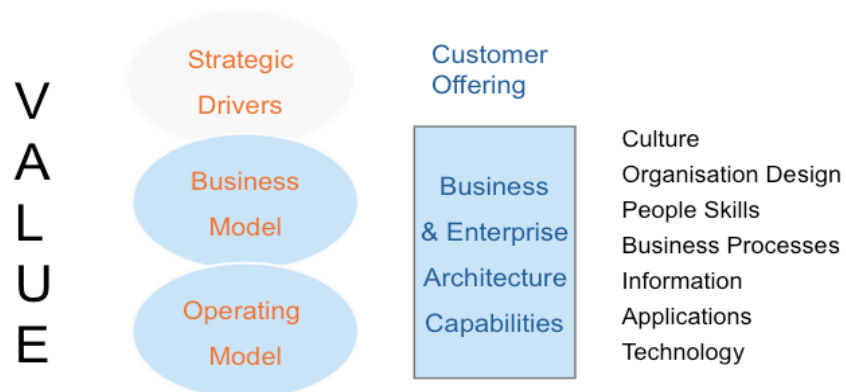 VALUE
Strategic
Drivers
Business
Model
Operating
Model
Customer
Offering
Business
& Enterprise
Architecture
Capabilities
Culture
Organisation Design
People Skills
Business Processes
Information
Applications
Technology